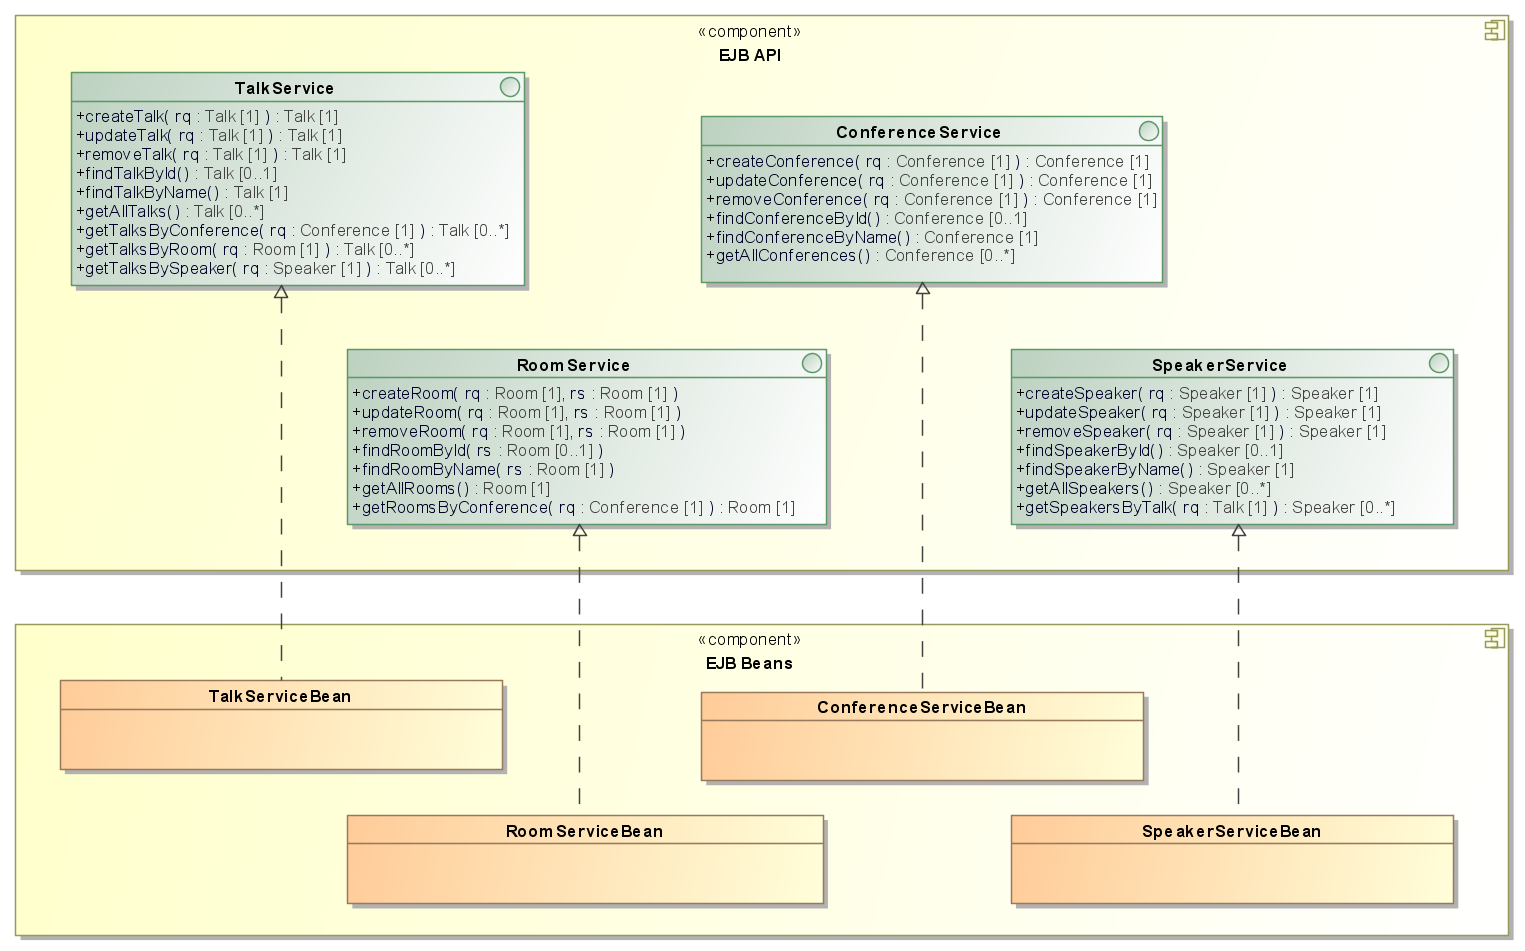 «component»
EJB API
TalkService
+createTalk( rq : Talk [1] ) : Talk [1]
+updateTalk( rq : Talk [1] ) : Talk [1]
+removeTalk( rq : Talk [1] ) : Talk [1]
+findTalkById() : Talk [0..1]
+findTalkByName() : Talk [1]
+getAllTalks() : Talk [0..*]
+getTalksByConference( rq : Conference [1] ) : Talk [0..*]
+getTalksByRoom( rq : Room [1] ) : Talk [0..*]
+getTalksBySpeaker( rq : Speaker [1] ) : Talk [0..*]
ConferenceService
+createConference( rq : Conference [1] ) : Conference [1]
+updateConference( rq : Conference [1] ) : Conference [1]
+removeConference( rq : Conference [1] ) : Conference [1]
+findConferenceById() : Conference [0..1]
+findConferenceByName() : Conference [1]
+getAllConferences() : Conference [0..*]
RoomService
+createRoom( rq : Room [1], rs : Room [1] )
+updateRoom( rq : Room [1], rs : Room [1] )
+removeRoom( rq : Room [1], rs : Room [1] )
+findRoomById( rs : Room [0..1] )
+findRoomByName( rs : Room [1] )
+getAllRooms() : Room [1]
+getRoomsByConference( rq : Conference [1] ) : Room [1]
SpeakerService
+createSpeaker( rq : Speaker [1] ) : Speaker [1]
+updateSpeaker( rq : Speaker [1] ) : Speaker [1]
+removeSpeaker( rq : Speaker [1] ) : Speaker [1]
+findSpeakerById() : Speaker [0..1]
+findSpeakerByName() : Speaker [1]
+getAllSpeakers() : Speaker [0..*]
+getSpeakersByTalk( rq : Talk [1] ) : Speaker [0..*]
«component»
EJB Beans
TalkServiceBean
ConferenceServiceBean
RoomServiceBean
SpeakerServiceBean